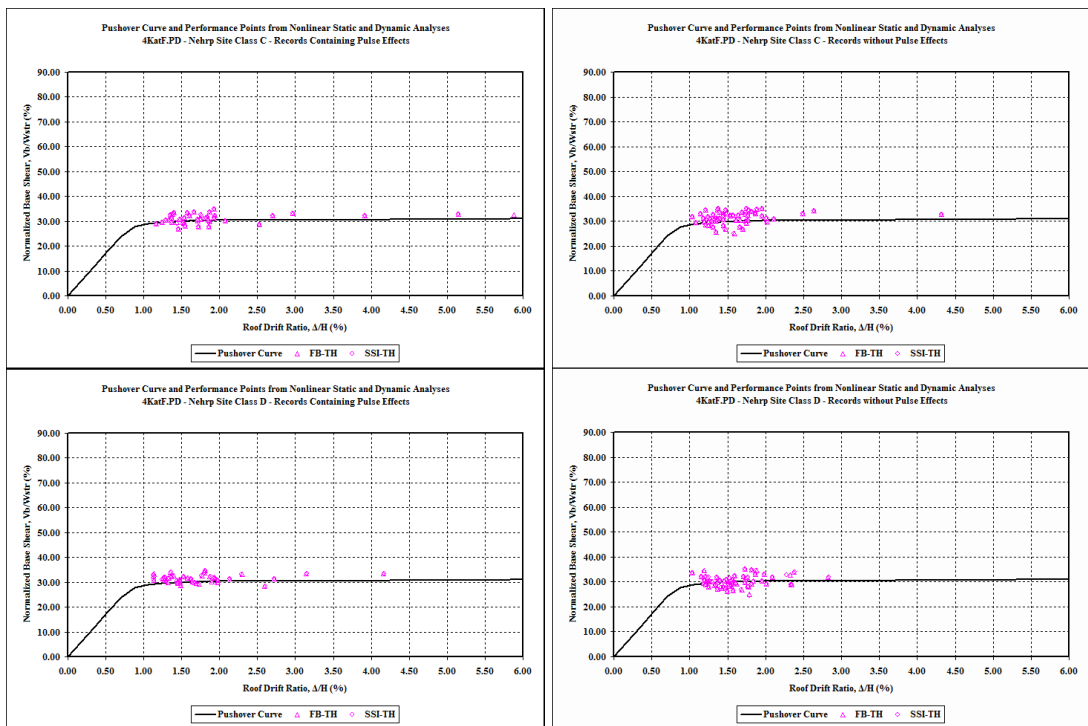 Pushover Curve and Performance Points from Nonlinear Static and Dynamic Analyses
4KatF.PD - Nehrp Site Class C - Records Containing Pulse Effects
Normalized Base Shear, Vb/Wstr (%)
90.00
80.00
70.00
60.00
50.00
40.00
30.00
20.00
10.00
0.00
0.00 0.50 1.00 1.50 2.00 2.50 3.00 3.50 4.00 4.50 5.00 5.50 6.00
Roof Drift Ratio, Δ/H (%)
Pushover Curve FB-TH SSI-TH
Pushover Curve and Performance Points from Nonlinear Static and Dynamic Analyses
4KatF.PD - Nehrp Site Class C - Records without Pulse Effects
Normalized Base Shear, Vb/Wstr (%)
90.00
80.00
70.00
60.00
50.00
40.00
30.00
20.00
10.00
0.00
0.00 0.50 1.00 1.50 2.00 2.50 3.00 3.50 4.00 4.50 5.00 5.50 6.00
Roof Drift Ratio, Δ/H (%)
Pushover Curve FB-TH SSI-TH
Pushover Curve and Performance Points from Nonlinear Static and Dynamic Analyses
4KatF.PD - Nehrp Site Class D - Records Containing Pulse Effects
Normalized Base Shear, Vb/Wstr (%)
90.00
80.00
70.00
60.00
50.00
40.00
30.00
20.00
10.00
0.00
0.00 0.50 1.00 1.50 2.00 2.50 3.00 3.50 4.00 4.50 5.00 5.50 6.00
Roof Drift Ratio, Δ/H (%)
Pushover Curve FB-TH SSI-TH
Pushover Curve and Performance Points from Nonlinear Static and Dynamic Analyses
4KatF.PD - Nehrp Site Class D - Records without Pulse Effects
Normalized Base Shear, Vb/Wstr (%)
90.00
80.00
70.00
60.00
50.00
40.00
30.00
20.00
10.00
0.00
0.00 0.50 1.00 1.50 2.00 2.50 3.00 3.50 4.00 4.50 5.00 5.50 6.00
Roof Drift Ratio, Δ/H (%)
Pushover Curve FB-TH SSI-TH